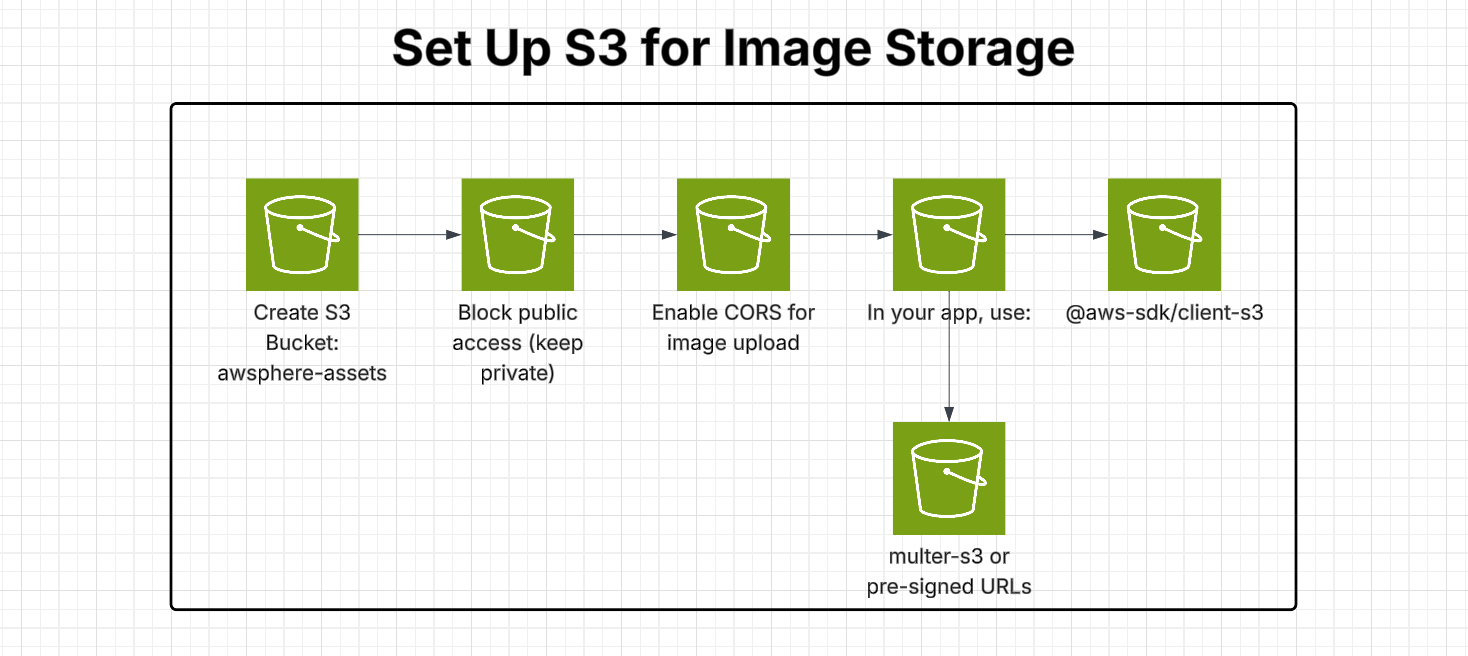 Set Up S3 for Image Storage
Create S3
Bucket:
awsphere-assets
Block public
access (keep
private)
Enable CORS for
image upload
In your app, use:
@aws-sdk/client-s3
multer-s3 or
pre-signed URLs